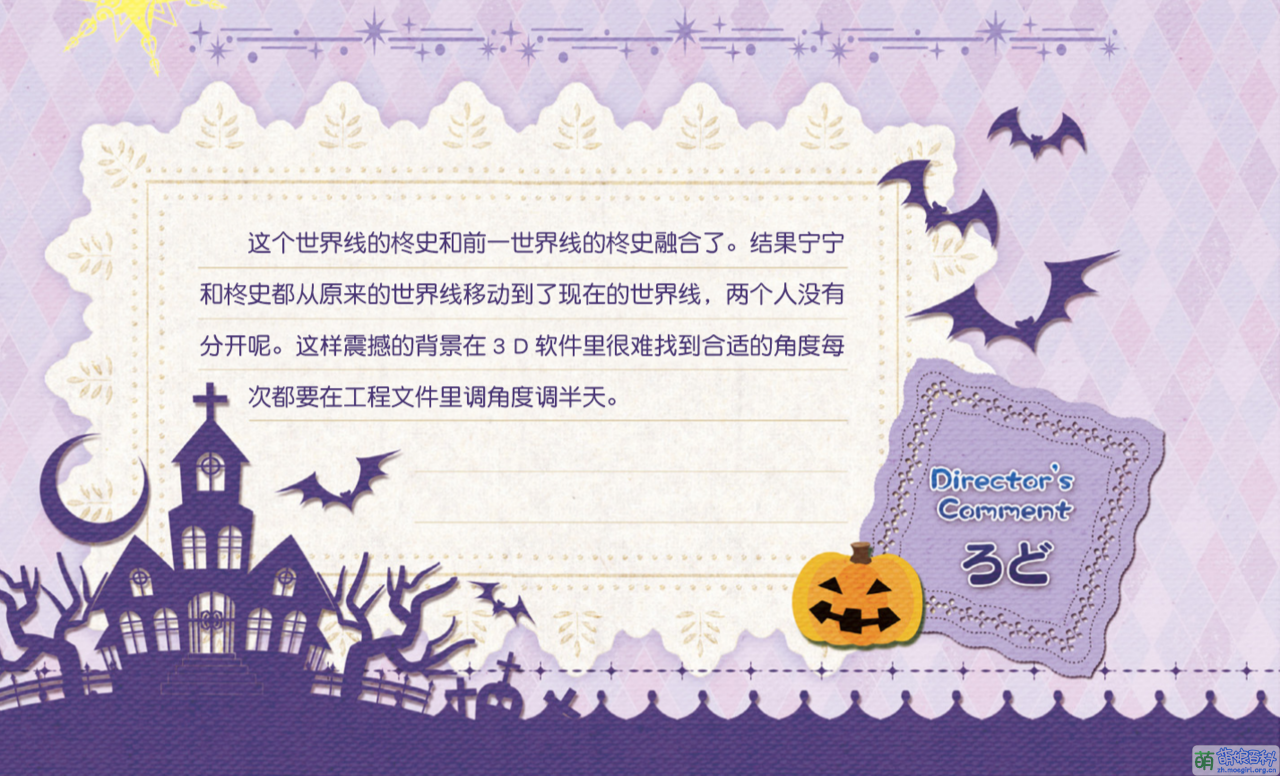 这个世界线的柊史和前一世界线的柊史融合了。结果宁宁
和柊史都从原来的世界线移动到了现在的世界线，两个人没有
分开呢。这样震撼的背景在3D软件里很难找到合适的角度每
次都要在工程文件里调角度调半天。
Director's
Comment
ろど
萌 萌娘百科
zh.moegirl.org.cn